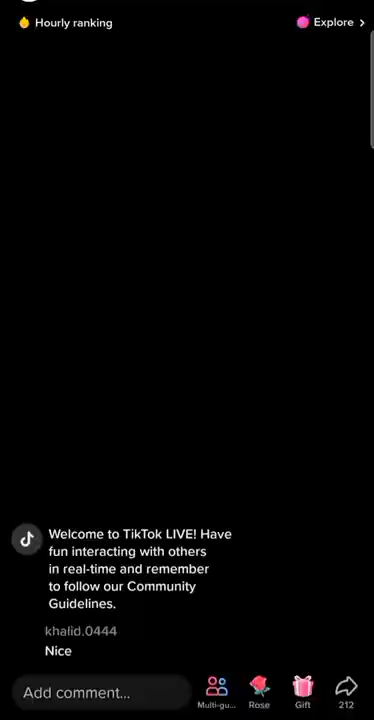 Hourly ranking
Explore >
Welcome to TikTok LIVE! Have
fun interacting with others
in real-time and remember
to follow our Community
Guidelines.
khalid.0444
Nice
Add comment...
Multi-gu...
Rose
Gift
212